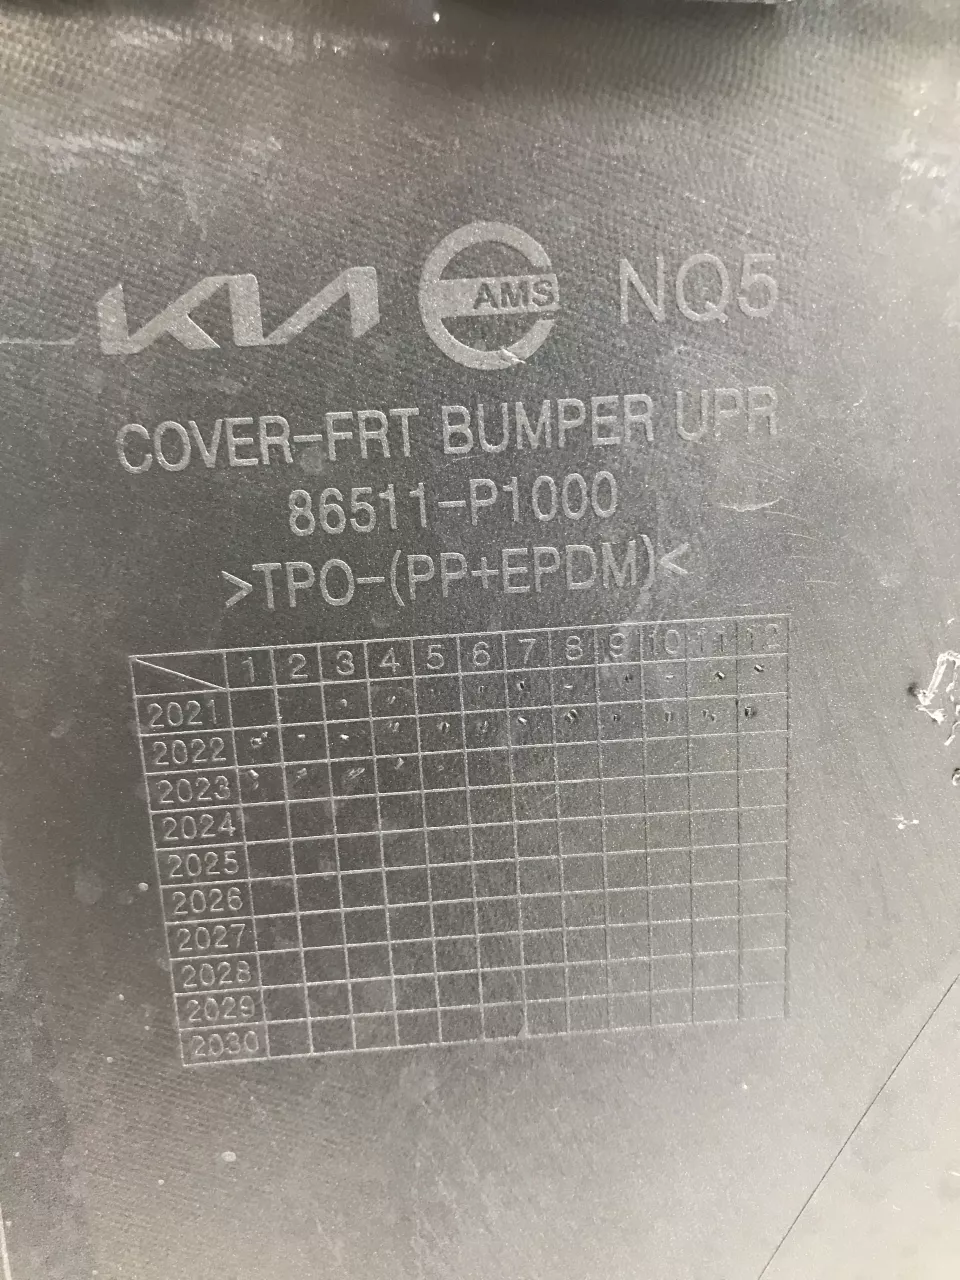 KIA AMS NQ5
COVER-FRT BUMPER UPR
86511-P1000
>TPO-(PP+EPDM)<
1 2 3 4 5 6 7 8 9 10 11 12
2021
2022
2023
2024
2025
2026
2027
2028
2029
2030